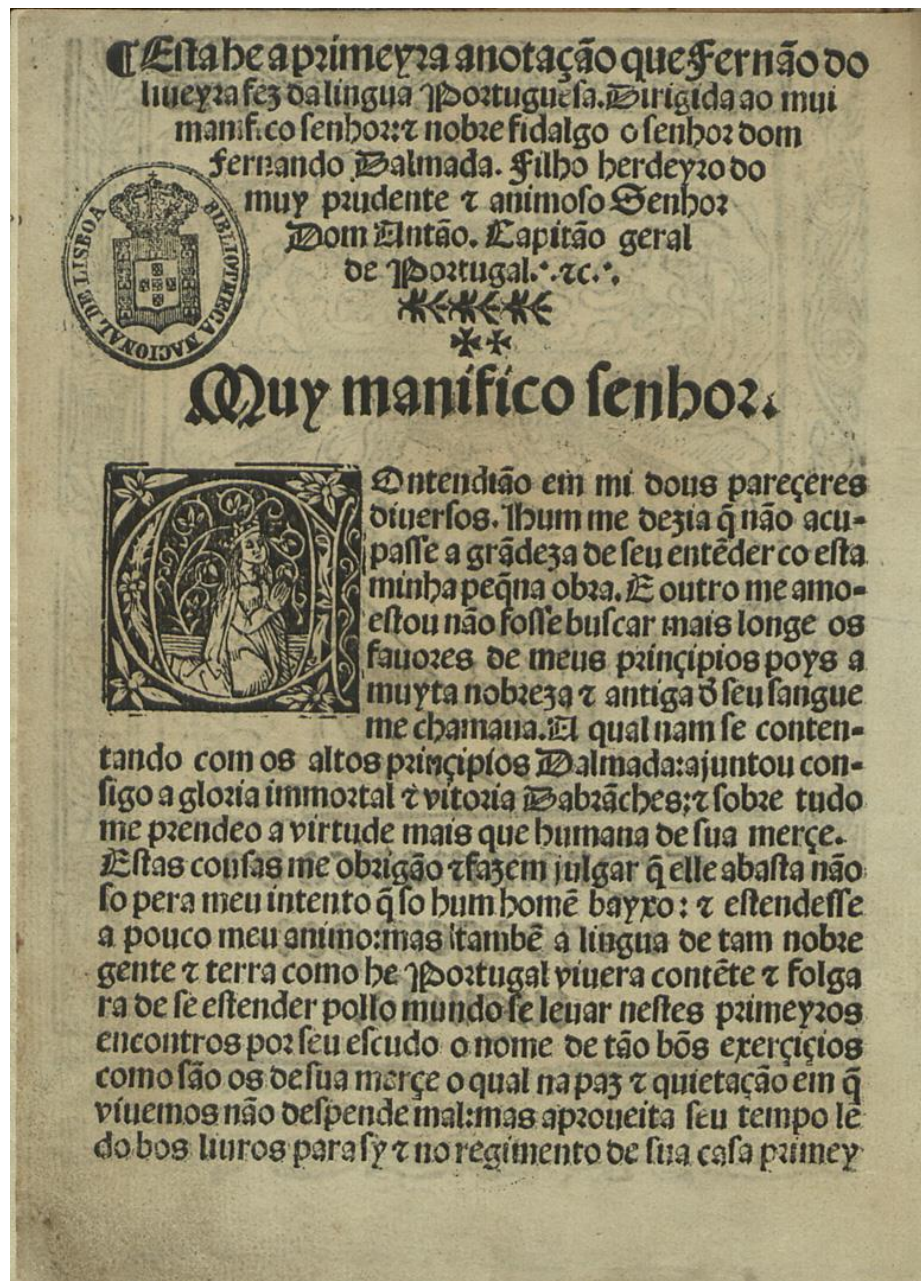 ¶Esta he a primeyra anotação que Fernão do
liueyra fez da lingua Portuguesa. Dirigida ao mui
manifico senhor: ⁊ nobre fidalgo o senhor dom
Fernando Dalmada. Filho herdeyro do
muy prudente ⁊ animoso Senhor
Dom Antão. Capitão geral
de Portugal.·.⁊c.·.
BIBLIOTHECA NACIONAL DE LISBOA
Muy manifico senhor.
COntendião em mi dous pareçeres
diuersos. Hum me dezia q̃ não acu-
passe a grãdeza de seu entẽder co esta
minha peq̃na obra. E outro me amo-
estou não fosse buscar mais longe os
fauores de meus prinçipios poys a
muyta nobreza ⁊ antiga d̃ seu sangue
me chamaua. A qual nam se conten-
tando com os altos prinçipios Dalmada: ajuntou con-
sigo a gloria immortal ⁊ vitoria Dabrãches: ⁊ sobre tudo
me prendeo a virtude mais que humana de sua merçe.
Estas cousas me obrigão ⁊ fazem julgar q̃ elle abasta não
so pera meu intento q̃ so hum homẽ bayxo: ⁊ estendesse
a pouco meu animo: mas tambẽ a lingua de tam nobre
gente ⁊ terra como he Portugal viuera contẽte ⁊ folga
ra de se estender pollo mundo se leuar nestes primeyros
encontros por seu escudo o nome de tão bõs exerçiçios
como são os de sua merçe o qual na paz ⁊ quietação em q̃
viuemos não despende mal: mas aproueita seu tempo lẽ
do bos liuros para sy ⁊ no regimento de sua casa primey